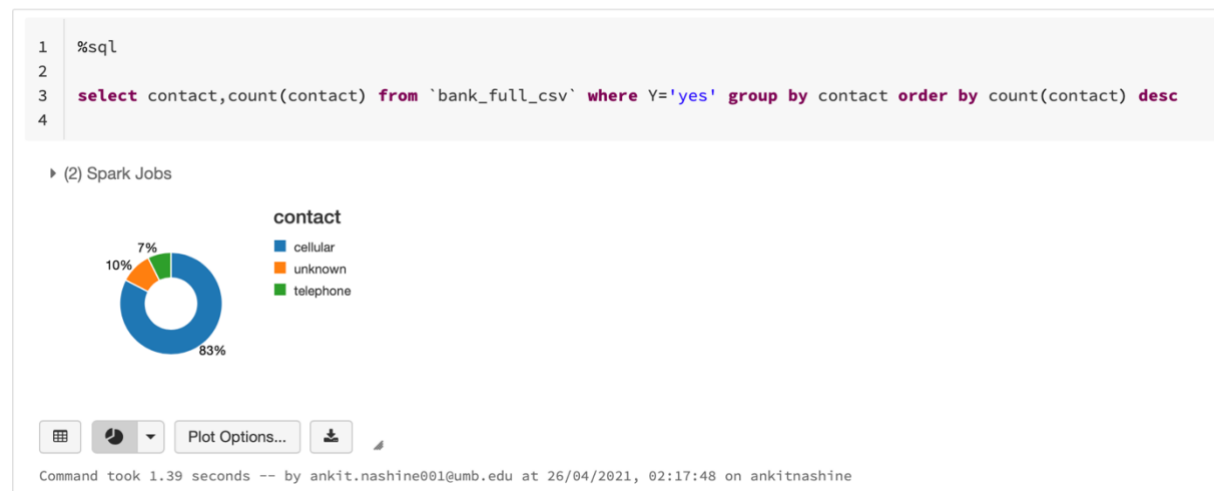 1 %sql
2
3 select contact,count(contact) from `bank_full_csv` where Y='yes' group by contact order by count(contact) desc
4
(2) Spark Jobs
contact
cellular
unknown
telephone
7%
10%
83%
Plot Options...
Command took 1.39 seconds -- by ankit.nashine001@umb.edu at 26/04/2021, 02:17:48 on ankitnashine